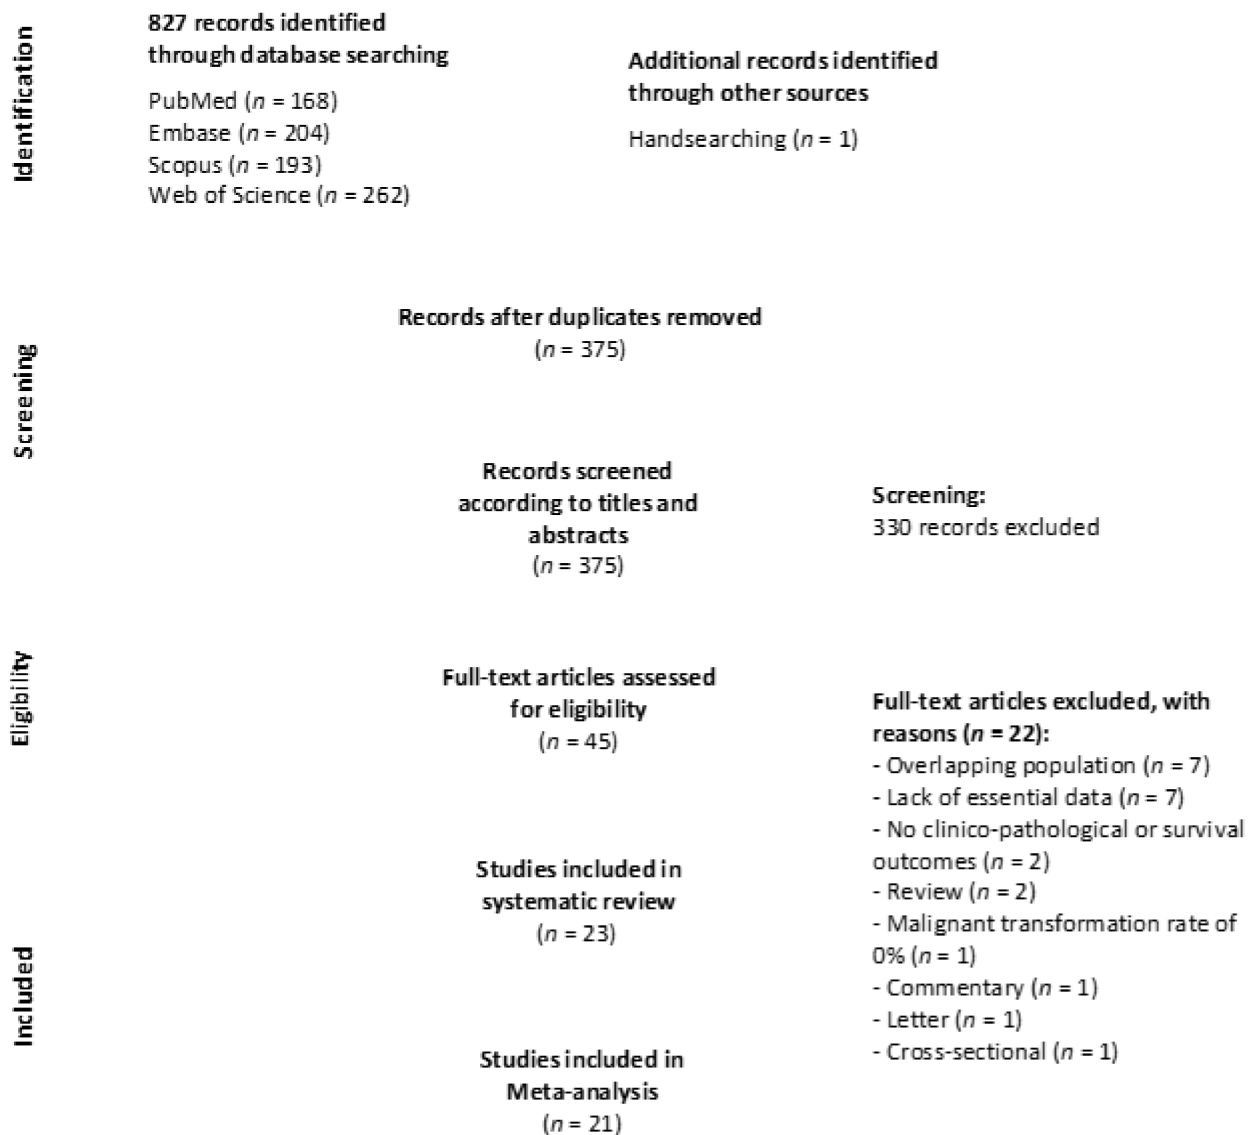 Identification
827 records identified
through database searching
PubMed (n = 168)
Embase (n = 204)
Scopus (n = 193)
Web of Science (n = 262)
Additional records identified
through other sources
Handsearching (n = 1)
Screening
Records after duplicates removed
(n = 375)
Records screened
according to titles and
abstracts
(n = 375)
Screening:
330 records excluded
Eligibility
Full-text articles assessed
for eligibility
(n = 45)
Full-text articles excluded, with
reasons (n = 22):
- Overlapping population (n = 7)
- Lack of essential data (n = 7)
- No clinico-pathological or survival
outcomes (n = 2)
- Review (n = 2)
- Malignant transformation rate of
0% (n = 1)
- Commentary (n = 1)
- Letter (n = 1)
- Cross-sectional (n = 1)
Included
Studies included in
systematic review
(n = 23)
Studies included in
Meta-analysis
(n = 21)